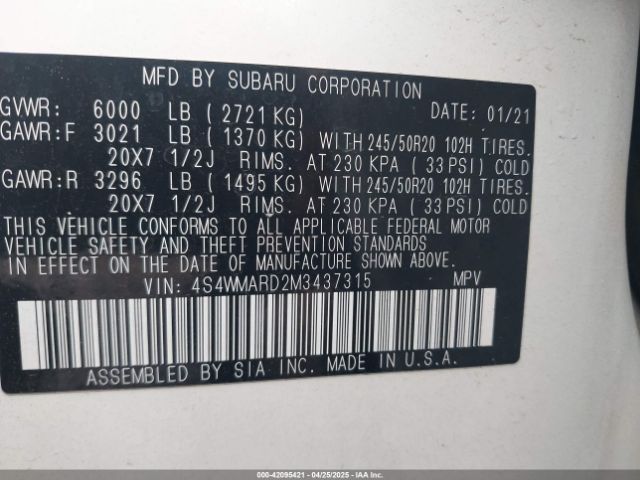 MFD BY SUBARU CORPORATION
GVWR: 6000 LB ( 2721 KG) DATE: 01/21
GAWR:F 3021 LB ( 1370 KG) WITH 245/50R20 102H TIRES.
20X7 1/2J RIMS. AT 230 KPA ( 33 PSI) COLD
GAWR:R 3296 LB ( 1495 KG) WITH 245/50R20 102H TIRES.
20X7 1/2J RIMS. AT 230 KPA ( 33 PSI) COLD
THIS VEHICLE CONFORMS TO ALL APPLICABLE FEDERAL MOTOR
VEHICLE SAFETY AND THEFT PREVENTION STANDARDS
IN EFFECT ON THE DATE OF MANUFACTURE SHOWN ABOVE.
VIN: 4S4WMARD2M3437315 MPV
ASSEMBLED BY SIA INC. MADE IN U.S.A.
000-42095421 - 04/25/2025 - IAAI.COM